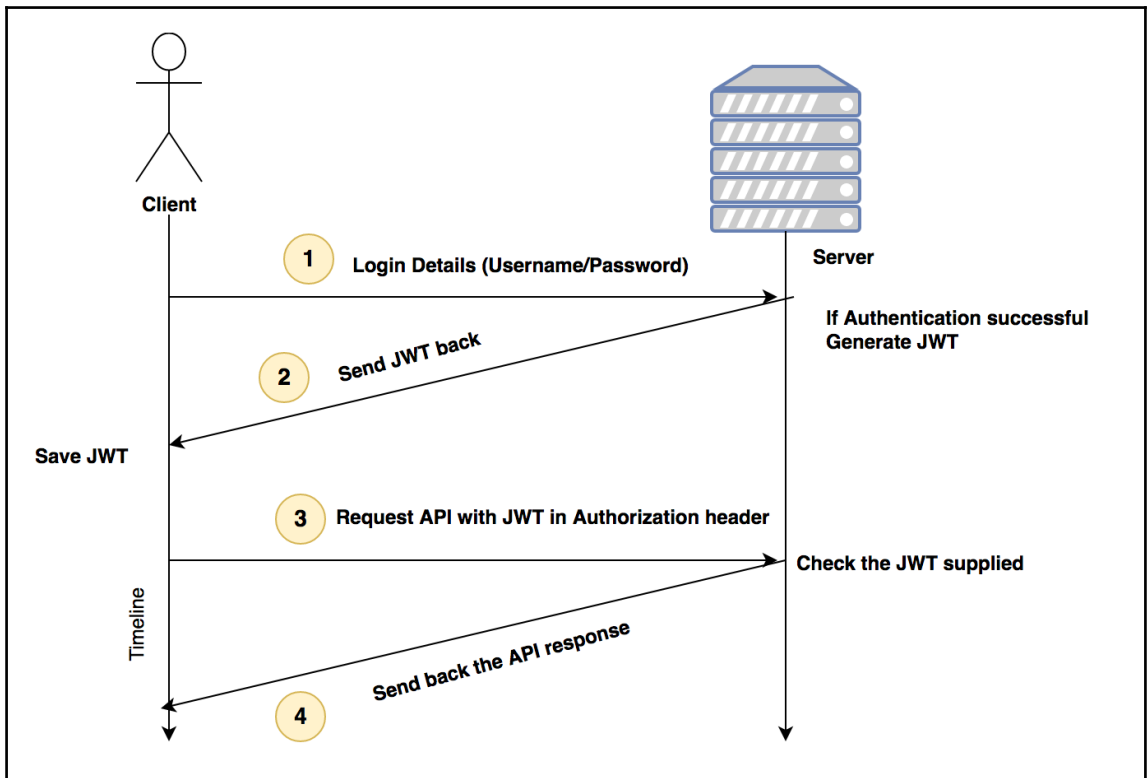 Client
Server
1
Login Details (Username/Password)
If Authentication successful
Generate JWT
Send JWT back
2
Save JWT
3
Request API with JWT in Authorization header
Check the JWT supplied
Timeline
Send back the API response
4